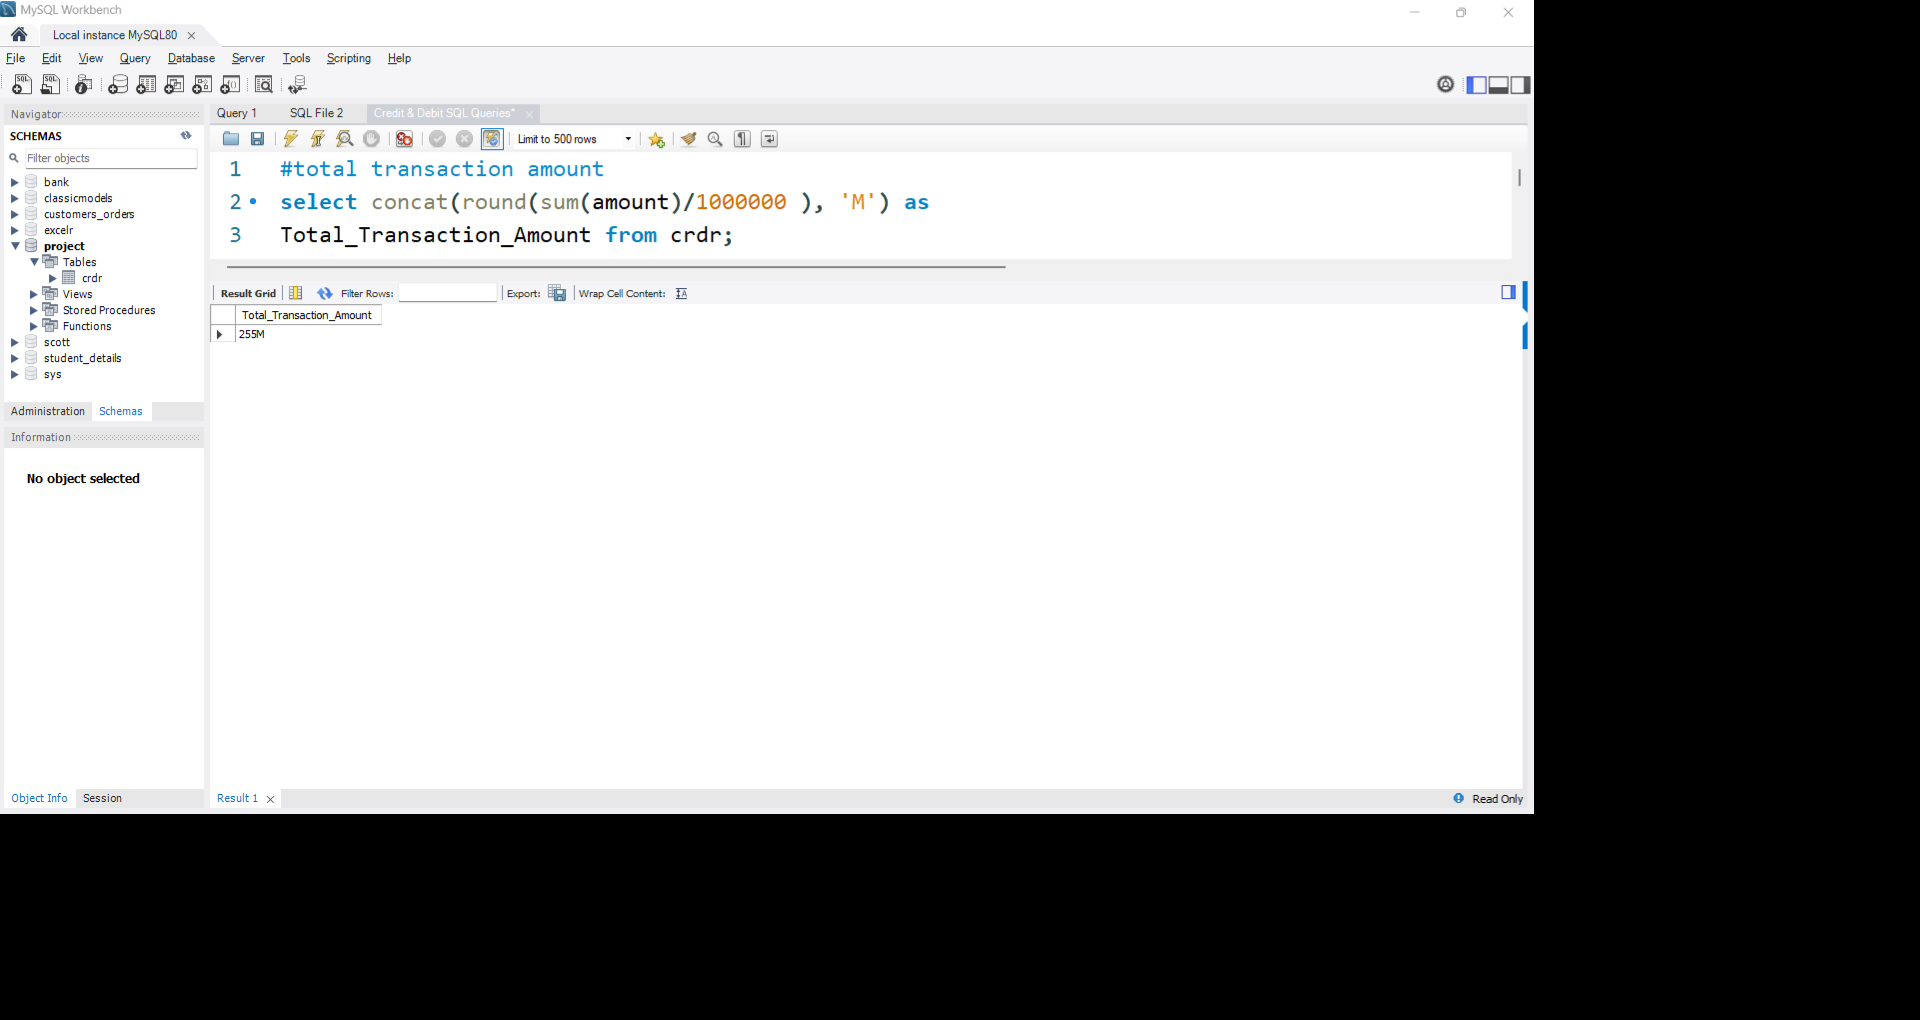 MySQL Workbench
Local instance MySQL80
File Edit View Query Database Server Tools Scripting Help
Navigator
SCHEMAS
Filter objects
bank
classicmodels
customers_orders
excelr
project
Tables
crdr
Views
Stored Procedures
Functions
scott
student_details
sys
Administration Schemas
Information
No object selected
Object Info Session
Query 1 SQL File 2 Credit & Debit SQL Queries*
Limit to 500 rows
1 #total transaction amount
2 select concat(round(sum(amount)/1000000 ), 'M') as
3 Total_Transaction_Amount from crdr;
Result Grid Filter Rows: Export: Wrap Cell Content:
Total_Transaction_Amount
255M
Result 1
Read Only